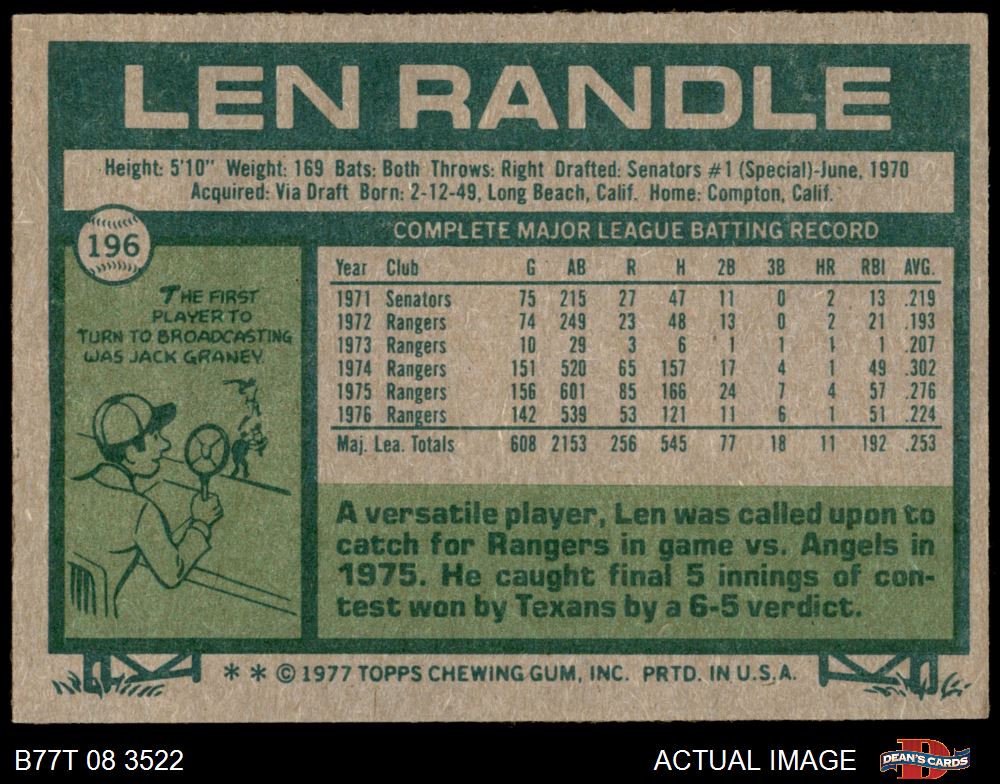 LEN RANDLE
Height: 5'10" Weight: 169 Bats: Both Throws: Right Drafted: Senators #1 (Special)-June, 1970
Acquired: Via Draft Born: 2-12-49, Long Beach, Calif. Home: Compton, Calif.
196
THE FIRST
PLAYER TO
TURN TO BROADCASTING
WAS JACK GRANEY.
COMPLETE MAJOR LEAGUE BATTING RECORD
Year Club G AB R H 2B 3B HR RBI AVG.
1971 Senators 75 215 27 47 11 0 2 13 .219
1972 Rangers 74 249 23 48 13 0 2 21 .193
1973 Rangers 10 29 3 6 1 1 1 1 .207
1974 Rangers 151 520 65 157 17 4 1 49 .302
1975 Rangers 156 601 85 166 24 7 4 57 .276
1976 Rangers 142 539 53 121 11 6 1 51 .224
Maj. Lea. Totals 608 2153 256 545 77 18 11 192 .253
A versatile player, Len was called upon to
catch for Rangers in game vs. Angels in
1975. He caught final 5 innings of con-
test won by Texans by a 6-5 verdict.
** © 1977 TOPPS CHEWING GUM, INC. PRTD. IN U.S.A.
B77T 08 3522
ACTUAL IMAGE
D
DEAN'S CARDS